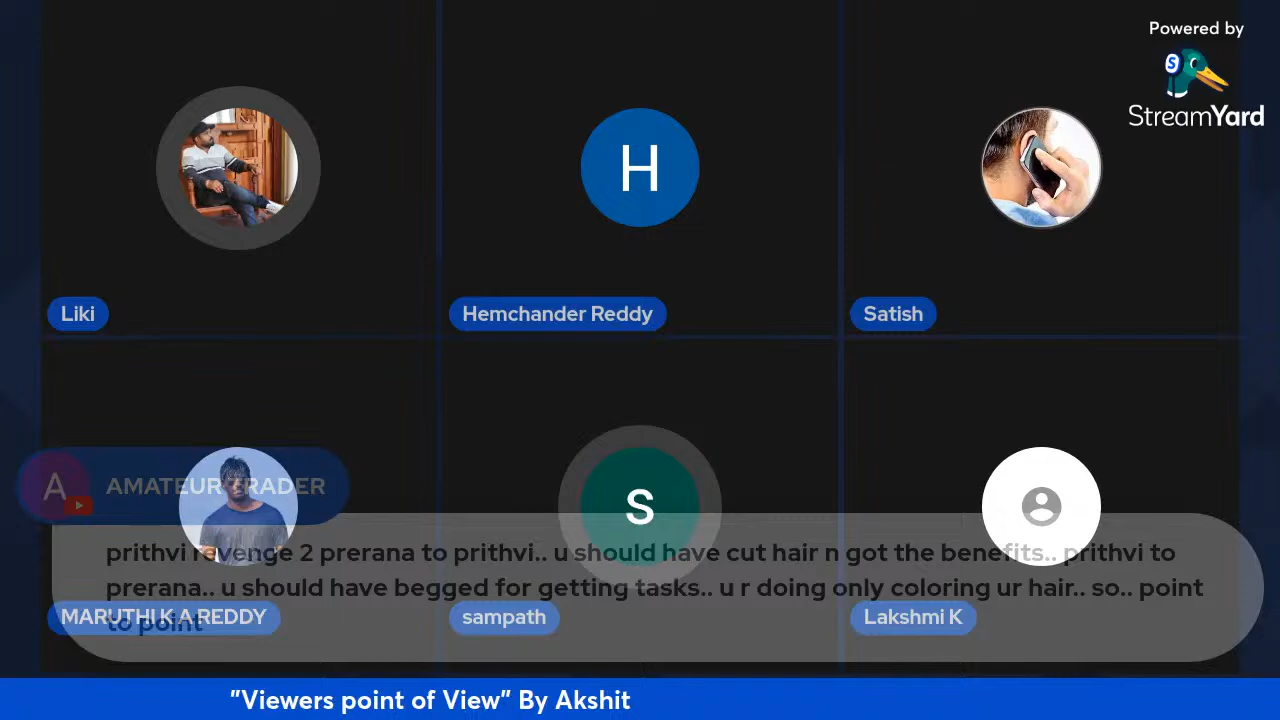 Powered by
S
StreamYard
H
Liki
Hemchander Reddy
Satish
A
AMATEUR TRADER
S
prithvi revenge 2 prerana to prithvi.. u should have cut hair n got the benefits.. prithvi to
prerana.. u should have begged for getting tasks.. u r doing only coloring ur hair.. so.. point
to point
MARUTHI K A REDDY
sampath
Lakshmi K
"Viewers point of View" By Akshit